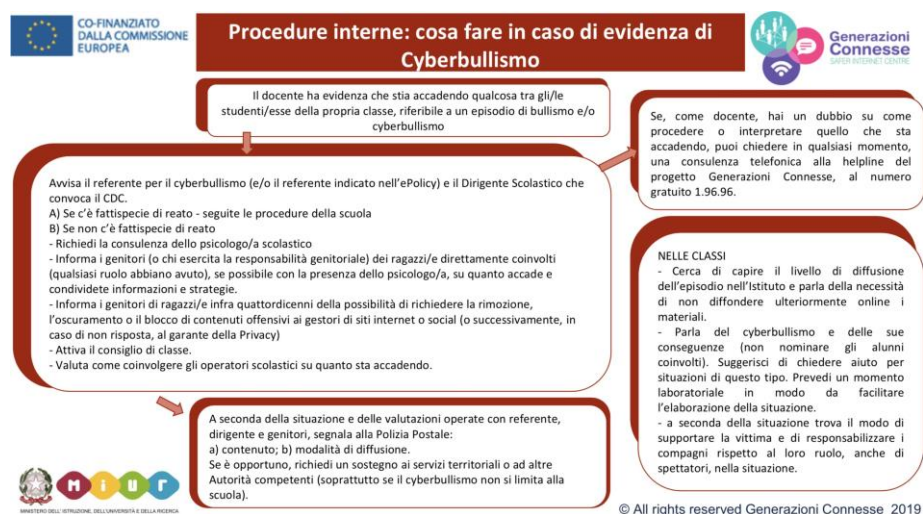 CO-FINANZIATO
DALLA COMMISSIONE
EUROPEA
Procedure interne: cosa fare in caso di evidenza di
Cyberbullismo
Generazioni
Connesse
SAFER INTERNET CENTRE
Il docente ha evidenza che stia accadendo qualcosa tra gli/le
studenti/esse della propria classe, riferibile a un episodio di bullismo e/o
cyberbullismo
Se, come docente, hai un dubbio su come
procedere o interpretare quello che sta
accadendo, puoi chiedere in qualsiasi momento,
una consulenza telefonica alla helpline del
progetto Generazioni Connesse, al numero
gratuito 1.96.96.
Avvisa il referente per il cyberbullismo (e/o il referente indicato nell'ePolicy) e il Dirigente Scolastico che
convoca il CDC.
A) Se c'è fattispecie di reato - seguite le procedure della scuola
B) Se non c'è fattispecie di reato
- Richiedi la consulenza dello psicologo/a scolastico
- Informa i genitori (o chi esercita la responsabilità genitoriale) dei ragazzi/e direttamente coinvolti
(qualsiasi ruolo abbiano avuto), se possibile con la presenza dello psicologo/a, su quanto accade e
condividete informazioni e strategie.
- Informa i genitori di ragazzi/e infra quattordicenni della possibilità di richiedere la rimozione,
l'oscuramento o il blocco di contenuti offensivi ai gestori di siti internet o social (o successivamente, in
caso di non risposta, al garante della Privacy)
- Attiva il consiglio di classe.
- Valuta come coinvolgere gli operatori scolastici su quanto sta accadendo.
NELLE CLASSI
- Cerca di capire il livello di diffusione
dell'episodio nell'Istituto e parla della necessità
di non diffondere ulteriormente online i
materiali.
- Parla del cyberbullismo e delle sue
conseguenze (non nominare gli alunni
coinvolti). Suggerisci di chiedere aiuto per
situazioni di questo tipo. Prevedi un momento
laboratoriale in modo da facilitare
l'elaborazione della situazione.
- a seconda della situazione trova il modo di
supportare la vittima e di responsabilizzare i
compagni rispetto al loro ruolo, anche di
spettatori, nella situazione.
A seconda della situazione e delle valutazioni operate con referente,
dirigente e genitori, segnala alla Polizia Postale:
a) contenuto; b) modalità di diffusione.
Se è opportuno, richiedi un sostegno ai servizi territoriali o ad altre
Autorità competenti (soprattutto se il cyberbullismo non si limita alla
scuola).
miur
MINISTERO DELL'ISTRUZIONE, DELL'UNIVERSITÀ E DELLA RICERCA
© All rights reserved Generazioni Connesse 2019